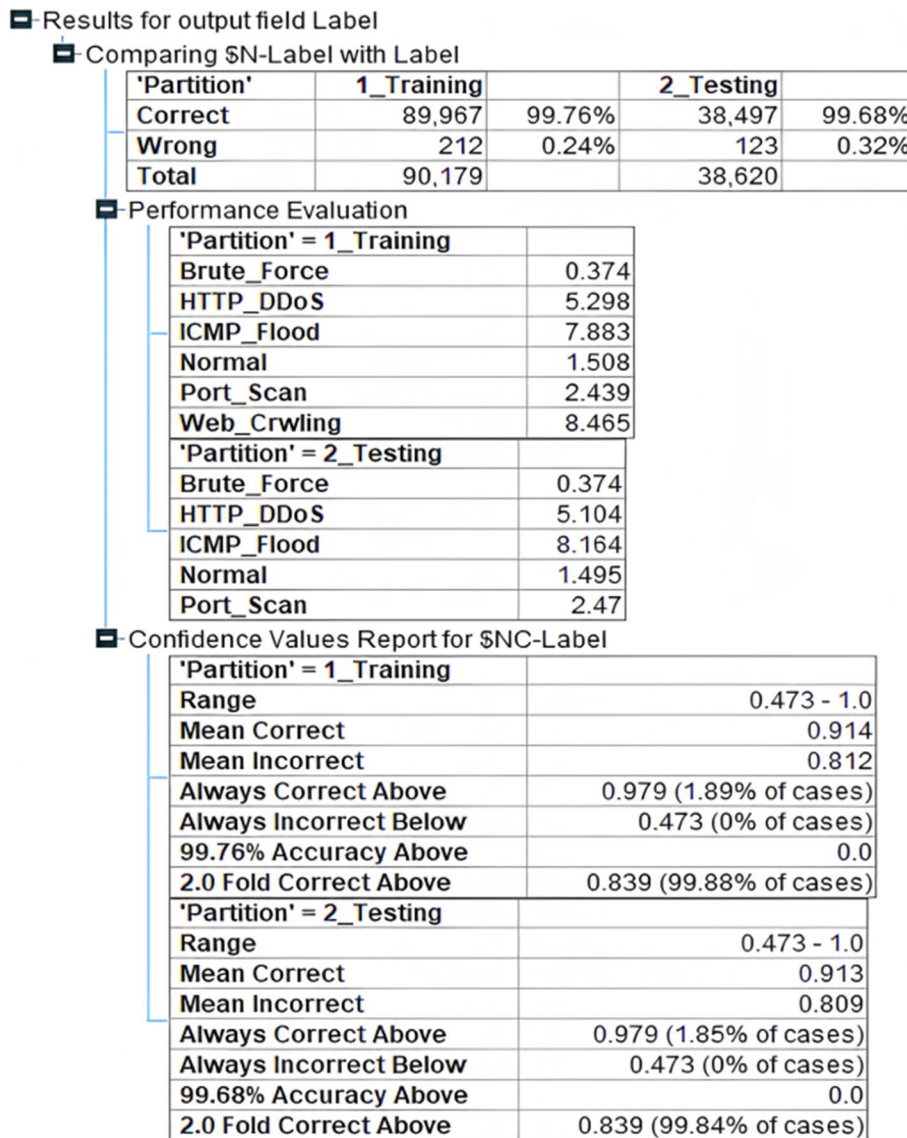 Results for output field Label
Comparing $N-Label with Label
'Partition' 1_Training 2_Testing
Correct 89,967 99.76% 38,497 99.68%
Wrong 212 0.24% 123 0.32%
Total 90,179 38,620
Performance Evaluation
'Partition' = 1_Training
Brute_Force 0.374
HTTP_DDoS 5.298
ICMP_Flood 7.883
Normal 1.508
Port_Scan 2.439
Web_Crwling 8.465
'Partition' = 2_Testing
Brute_Force 0.374
HTTP_DDoS 5.104
ICMP_Flood 8.164
Normal 1.495
Port_Scan 2.47
Confidence Values Report for $NC-Label
'Partition' = 1_Training
Range 0.473 - 1.0
Mean Correct 0.914
Mean Incorrect 0.812
Always Correct Above 0.979 (1.89% of cases)
Always Incorrect Below 0.473 (0% of cases)
99.76% Accuracy Above 0.0
2.0 Fold Correct Above 0.839 (99.88% of cases)
'Partition' = 2_Testing
Range 0.473 - 1.0
Mean Correct 0.913
Mean Incorrect 0.809
Always Correct Above 0.979 (1.85% of cases)
Always Incorrect Below 0.473 (0% of cases)
99.68% Accuracy Above 0.0
2.0 Fold Correct Above 0.839 (99.84% of cases)